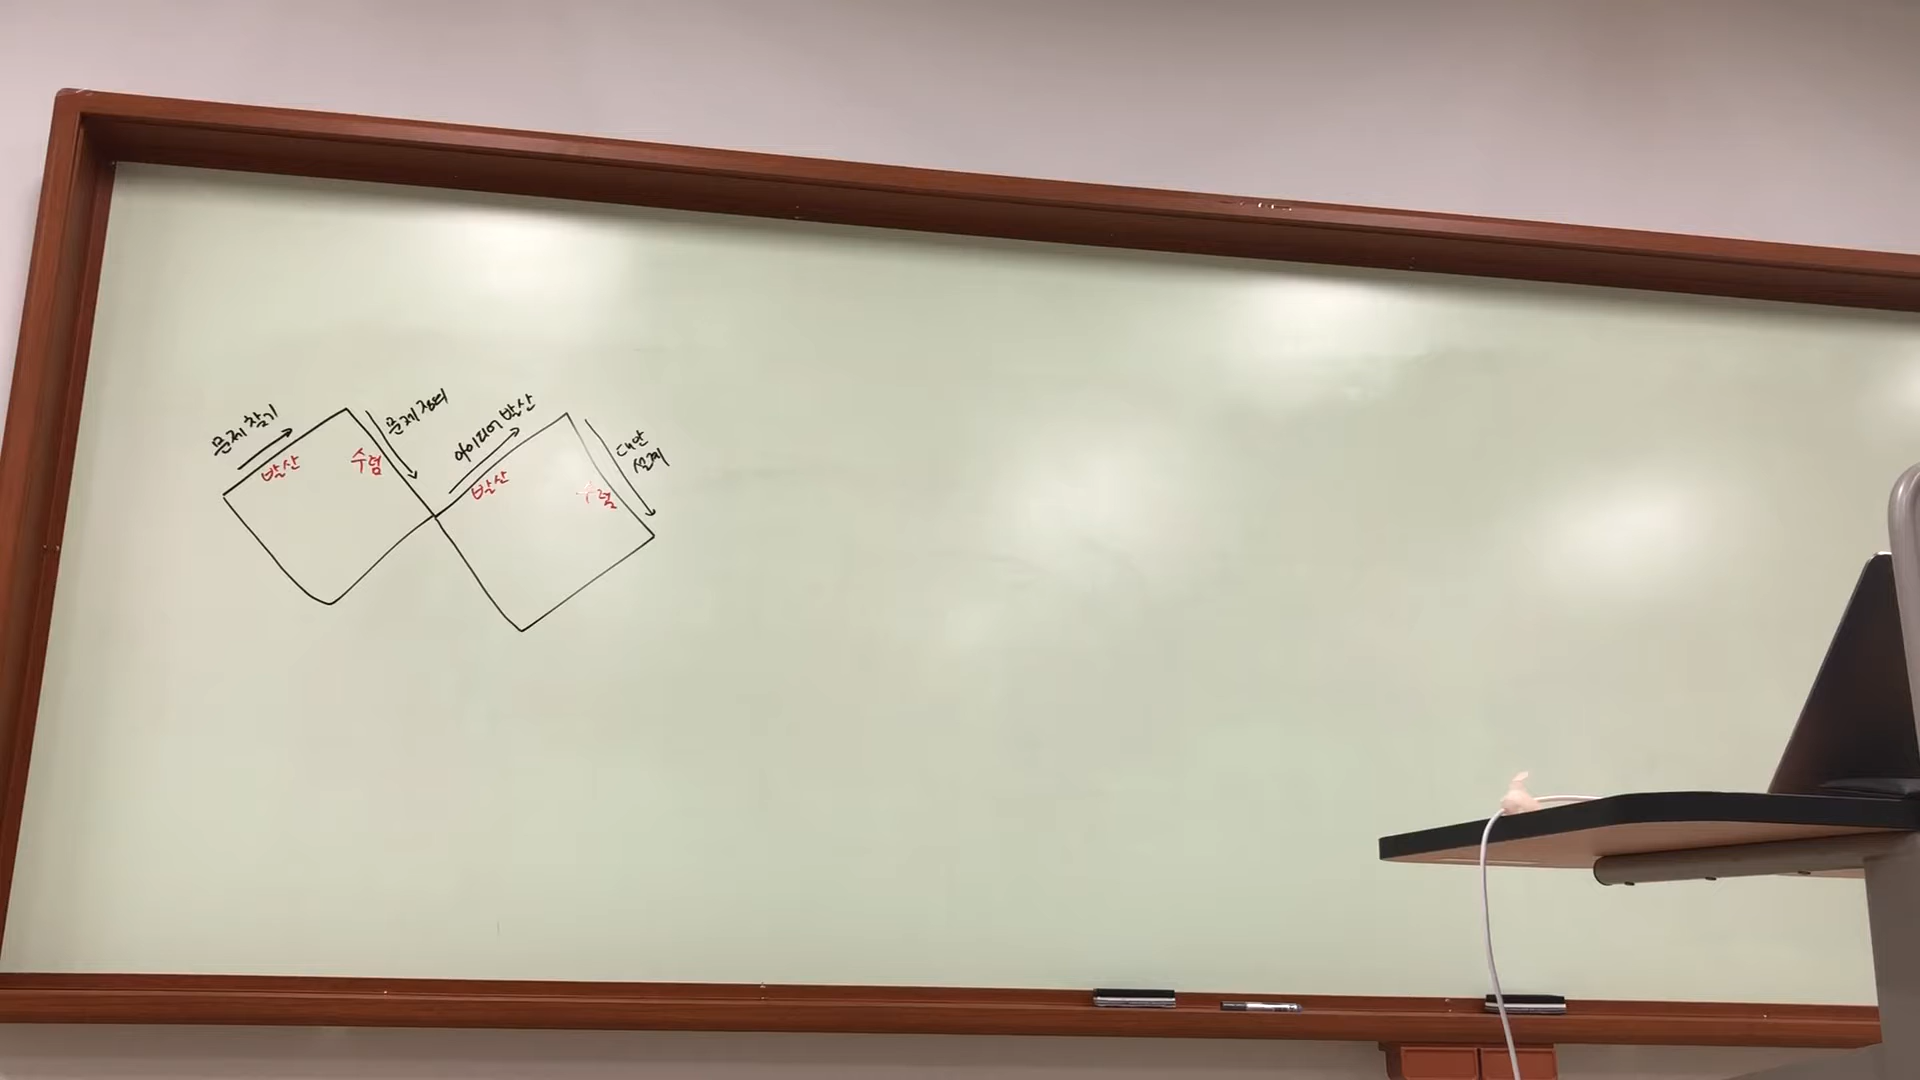 문제 찾기
발산
문제 정의
수렴
아이디어 발산
발산
대안
설계
수렴